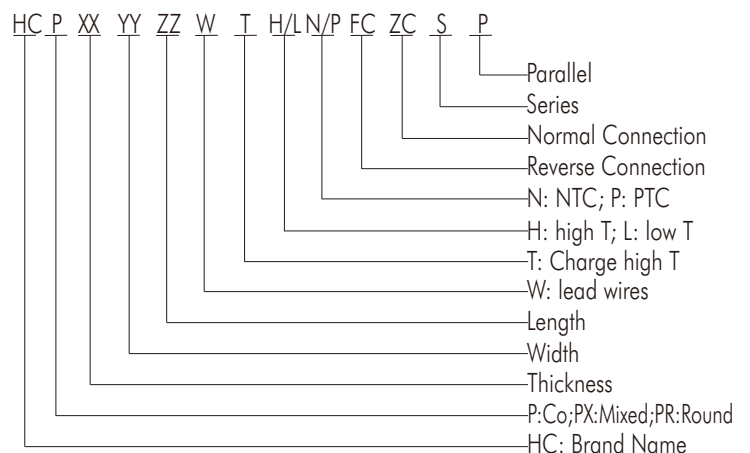 HC P XX YY ZZ W T H/L N/P FC ZC S P
Parallel
Series
Normal Connection
Reverse Connection
N: NTC; P: PTC
H: high T; L: low T
T: Charge high T
W: lead wires
Length
Width
Thickness
P:Co;PX:Mixed;PR:Round
HC: Brand Name